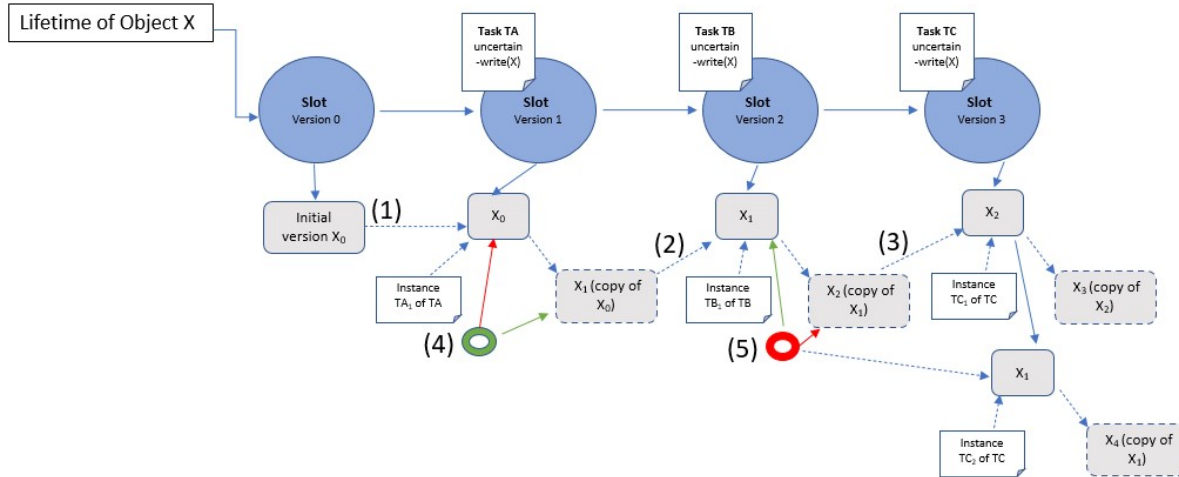 Lifetime of Object X
Task TA
uncertain
-write(X)
Task TB
uncertain
-write(X)
Task TC
uncertain
-write(X)
Slot
Version 0
Slot
Version 1
Slot
Version 2
Slot
Version 3
Initial
version X₀
(1)
X₀
(2)
X₁
(3)
X₂
Instance
TA₁ of TA
X₁ (copy of
X₀)
Instance
TB₁ of TB
X₂ (copy of
X₁)
Instance
TC₁ of TC
X₃ (copy of
X₂)
(4)
(5)
X₁
Instance
TC₂ of TC
X₄ (copy of
X₁)